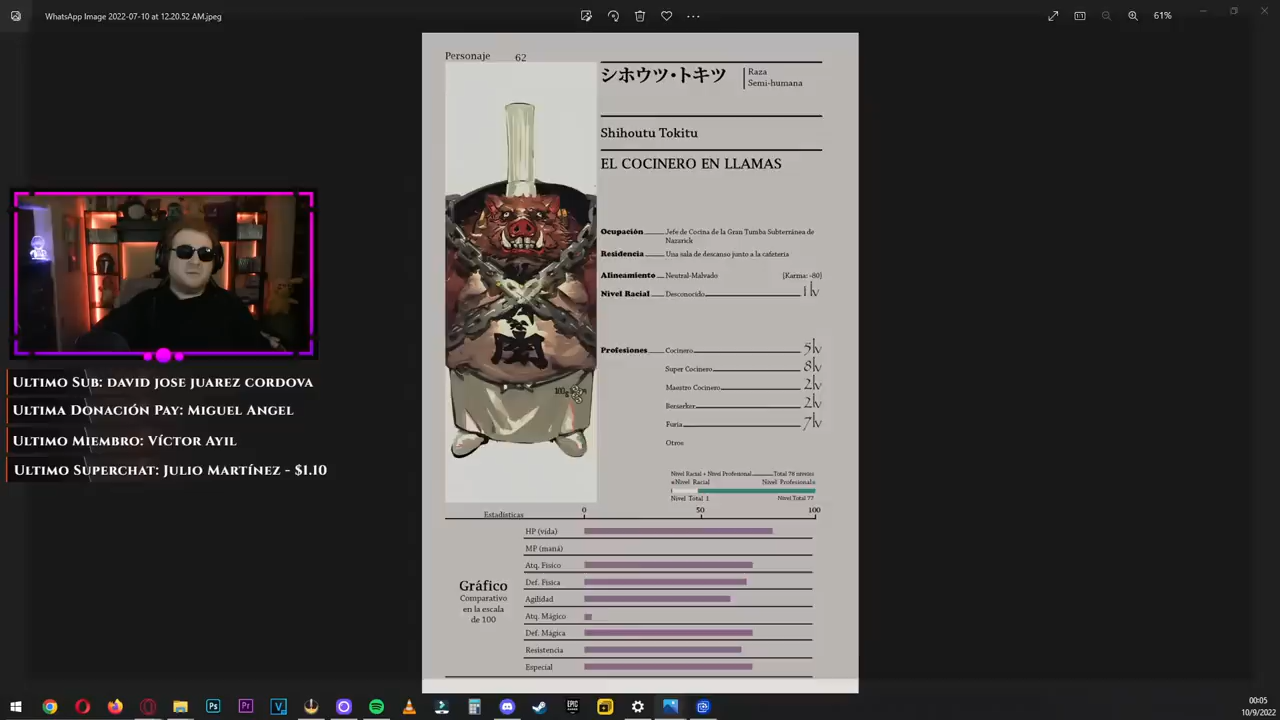 WhatsApp Image 2022-07-10 at 12.20.52 AM.jpeg
61%
Personaje 62
シホウツ・トキツ
Raza
Semi-humana
Shihoutu Tokitu
EL COCINERO EN LLAMAS
Ocupación Jefe de Cocina de la Gran Tumba Subterránea de
Nazarick
Residencia Una sala de descanso junto a la cafetería
Alineamiento Neutral-Malvado [Karma: -80]
Nivel Racial Desconocido 1 lv
Profesiones Cocinero 5 lv
Super Cocinero 8 lv
Maestro Cocinero 2 lv
Berserker 2 lv
Furia 7 lv
Otros
Nivel Racial + Nivel Profesional Total 78 niveles
Nivel Racial Nivel Profesional
Nivel Total 1 Nivel Total 77
Estadísticas 0 50 100
HP (vida)
MP (maná)
Atq. Físico
Def. Física
Agilidad
Atq. Mágico
Def. Mágica
Resistencia
Especial
Gráfico
Comparativo
en la escala
de 100
Ultimo Sub: david jose juarez cordova
Ultima Donación Pay: Miguel Angel
Ultimo Miembro: Víctor Ayil
Ultimo Superchat: Julio Martínez - $1.10
Ps
Pr
V
EPIC
00:05
10/9/2022